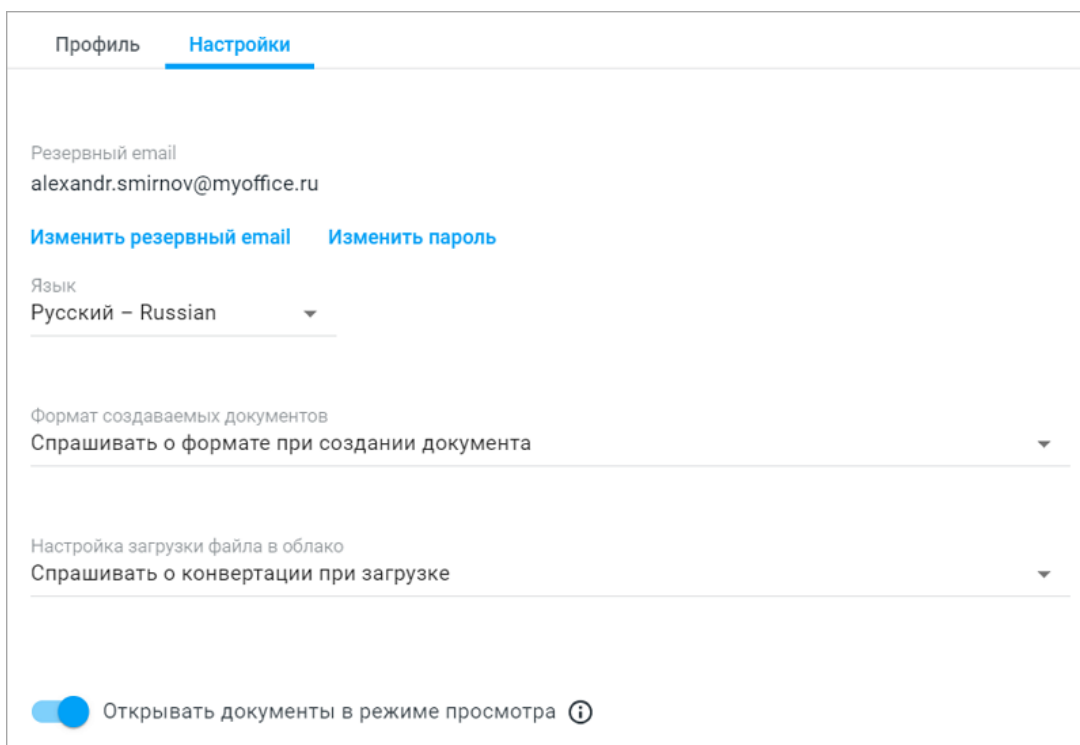 Профиль Настройки
Резервный email
alexandr.smirnov@myoffice.ru
Изменить резервный email Изменить пароль
Язык
Русский – Russian
Формат создаваемых документов
Спрашивать о формате при создании документа
Настройка загрузки файла в облако
Спрашивать о конвертации при загрузке
Открывать документы в режиме просмотра